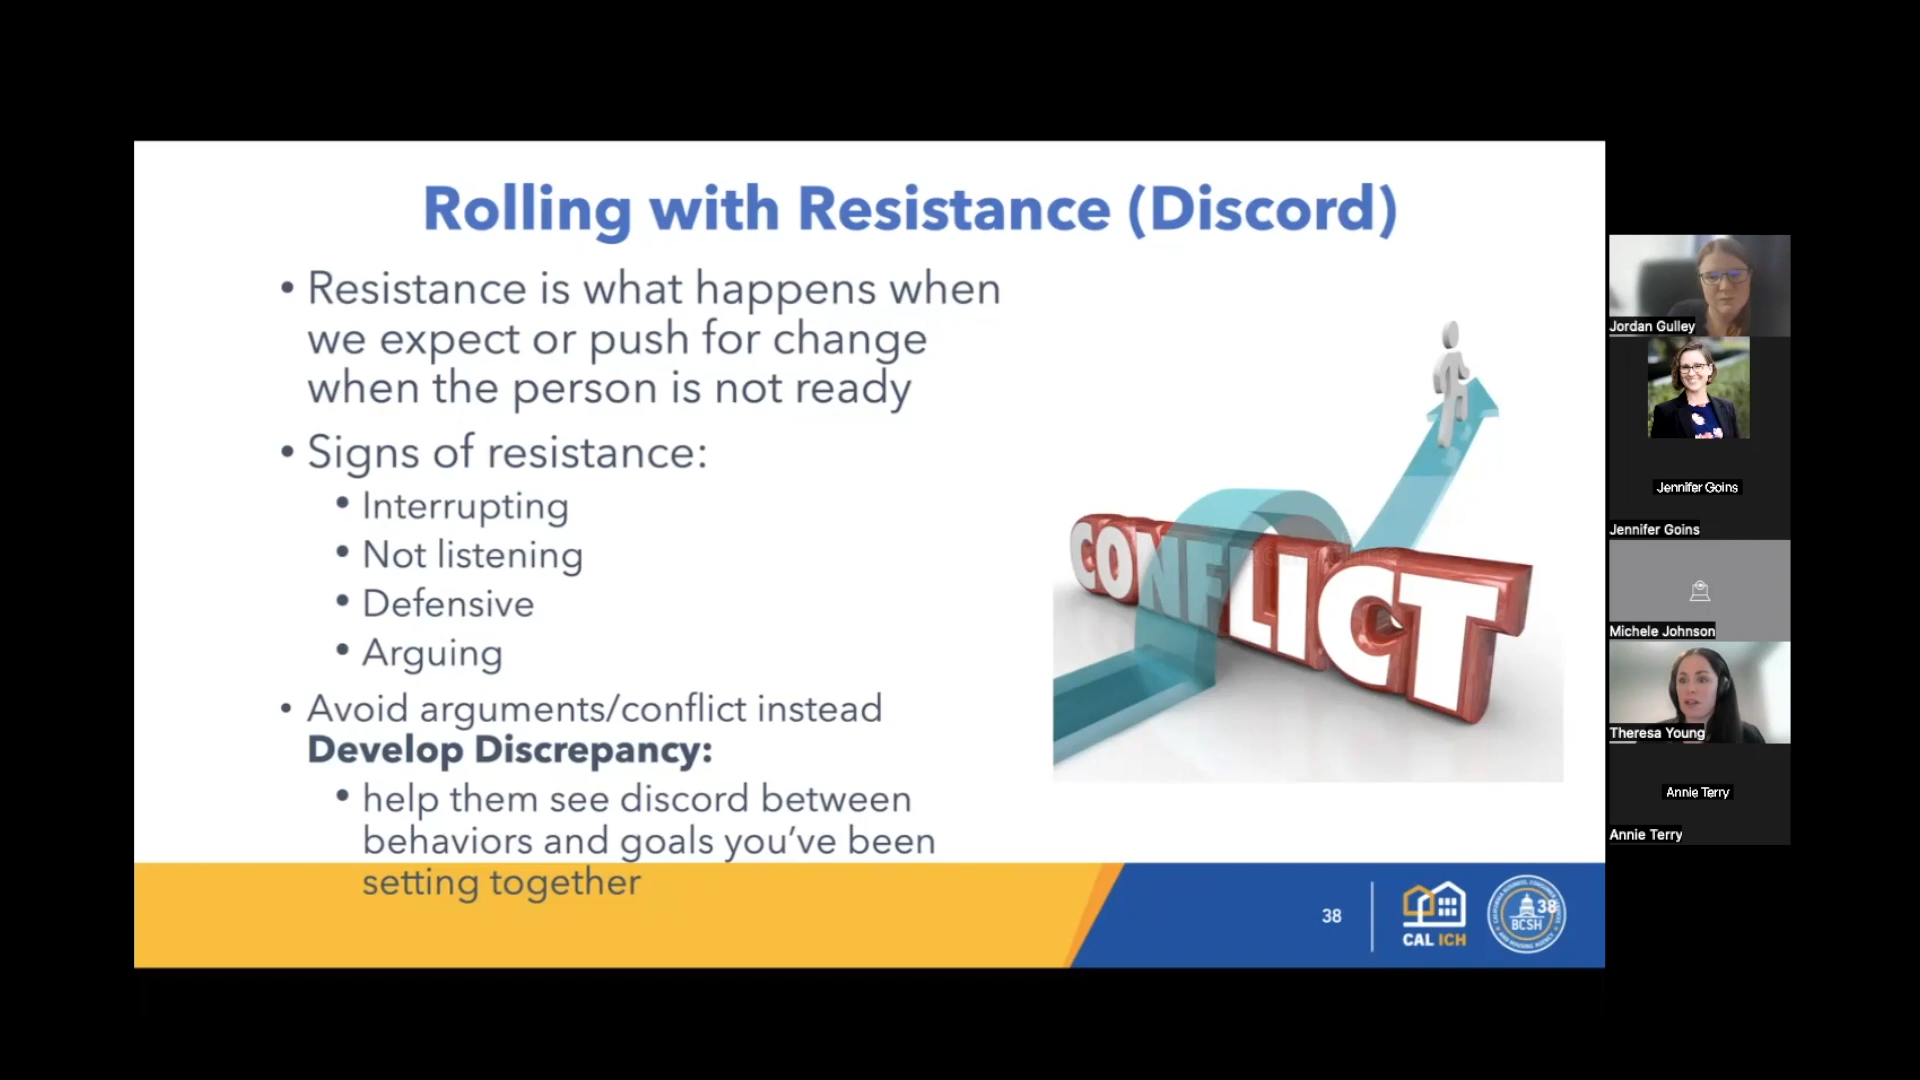 Rolling with Resistance (Discord)
• Resistance is what happens when
we expect or push for change
when the person is not ready
• Signs of resistance:
• Interrupting
• Not listening
• Defensive
• Arguing
• Avoid arguments/conflict instead
Develop Discrepancy:
• help them see discord between
behaviors and goals you've been
setting together
CONFLICT
38
CAL ICH
38
BCSH
Jordan Gulley
Jennifer Goins
Jennifer Goins
Michele Johnson
Theresa Young
Annie Terry
Annie Terry